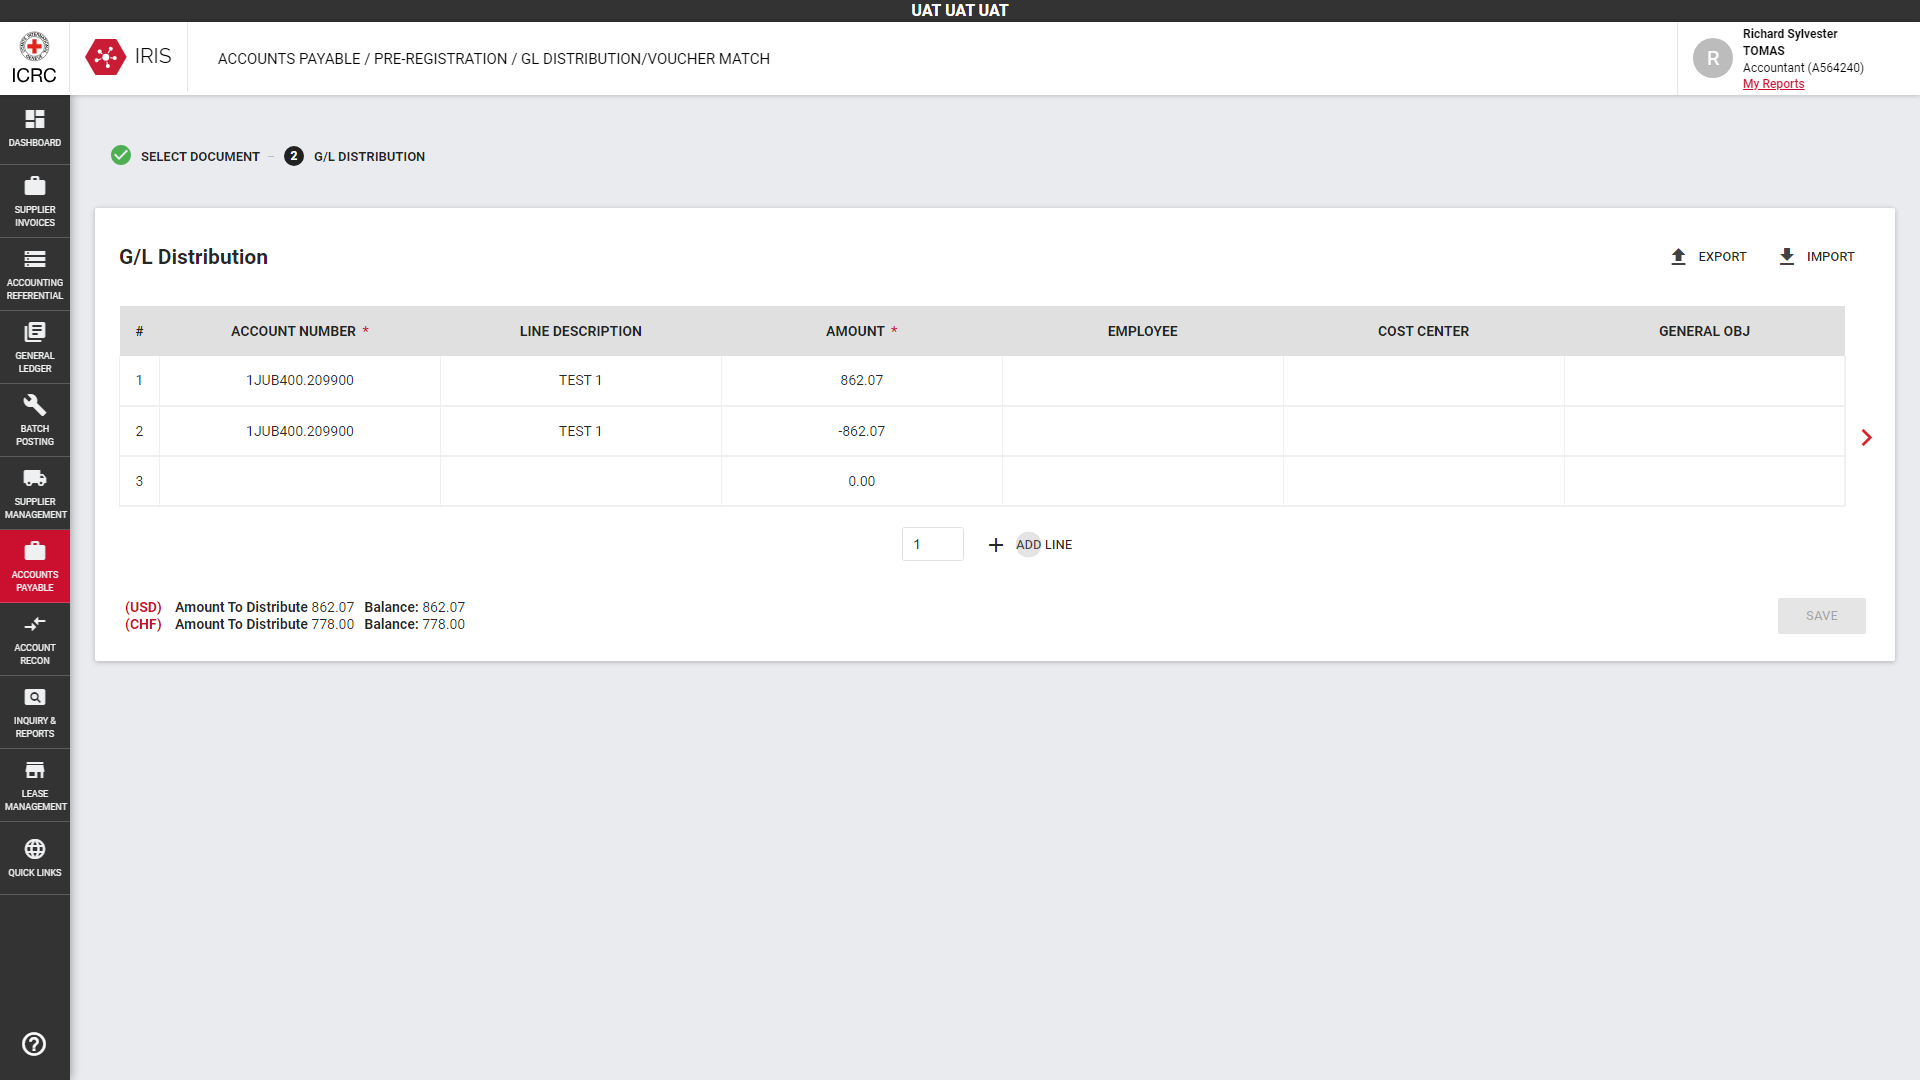 UAT UAT UAT
ICRC
IRIS
ACCOUNTS PAYABLE / PRE-REGISTRATION / GL DISTRIBUTION/VOUCHER MATCH
R
Richard Sylvester
TOMAS
Accountant (A564240)
My Reports
DASHBOARD
SUPPLIER
INVOICES
ACCOUNTING
REFERENTIAL
GENERAL
LEDGER
BATCH
POSTING
SUPPLIER
MANAGEMENT
ACCOUNTS
PAYABLE
ACCOUNT
RECON
INQUIRY &
REPORTS
LEASE
MANAGEMENT
QUICK LINKS
SELECT DOCUMENT – 2 G/L DISTRIBUTION
G/L Distribution
EXPORT IMPORT
# ACCOUNT NUMBER * LINE DESCRIPTION AMOUNT * EMPLOYEE COST CENTER GENERAL OBJ
1 1JUB400.209900 TEST 1 862.07
2 1JUB400.209900 TEST 1 -862.07
3 0.00
1 + ADD LINE
(USD) Amount To Distribute 862.07 Balance: 862.07
(CHF) Amount To Distribute 778.00 Balance: 778.00
SAVE